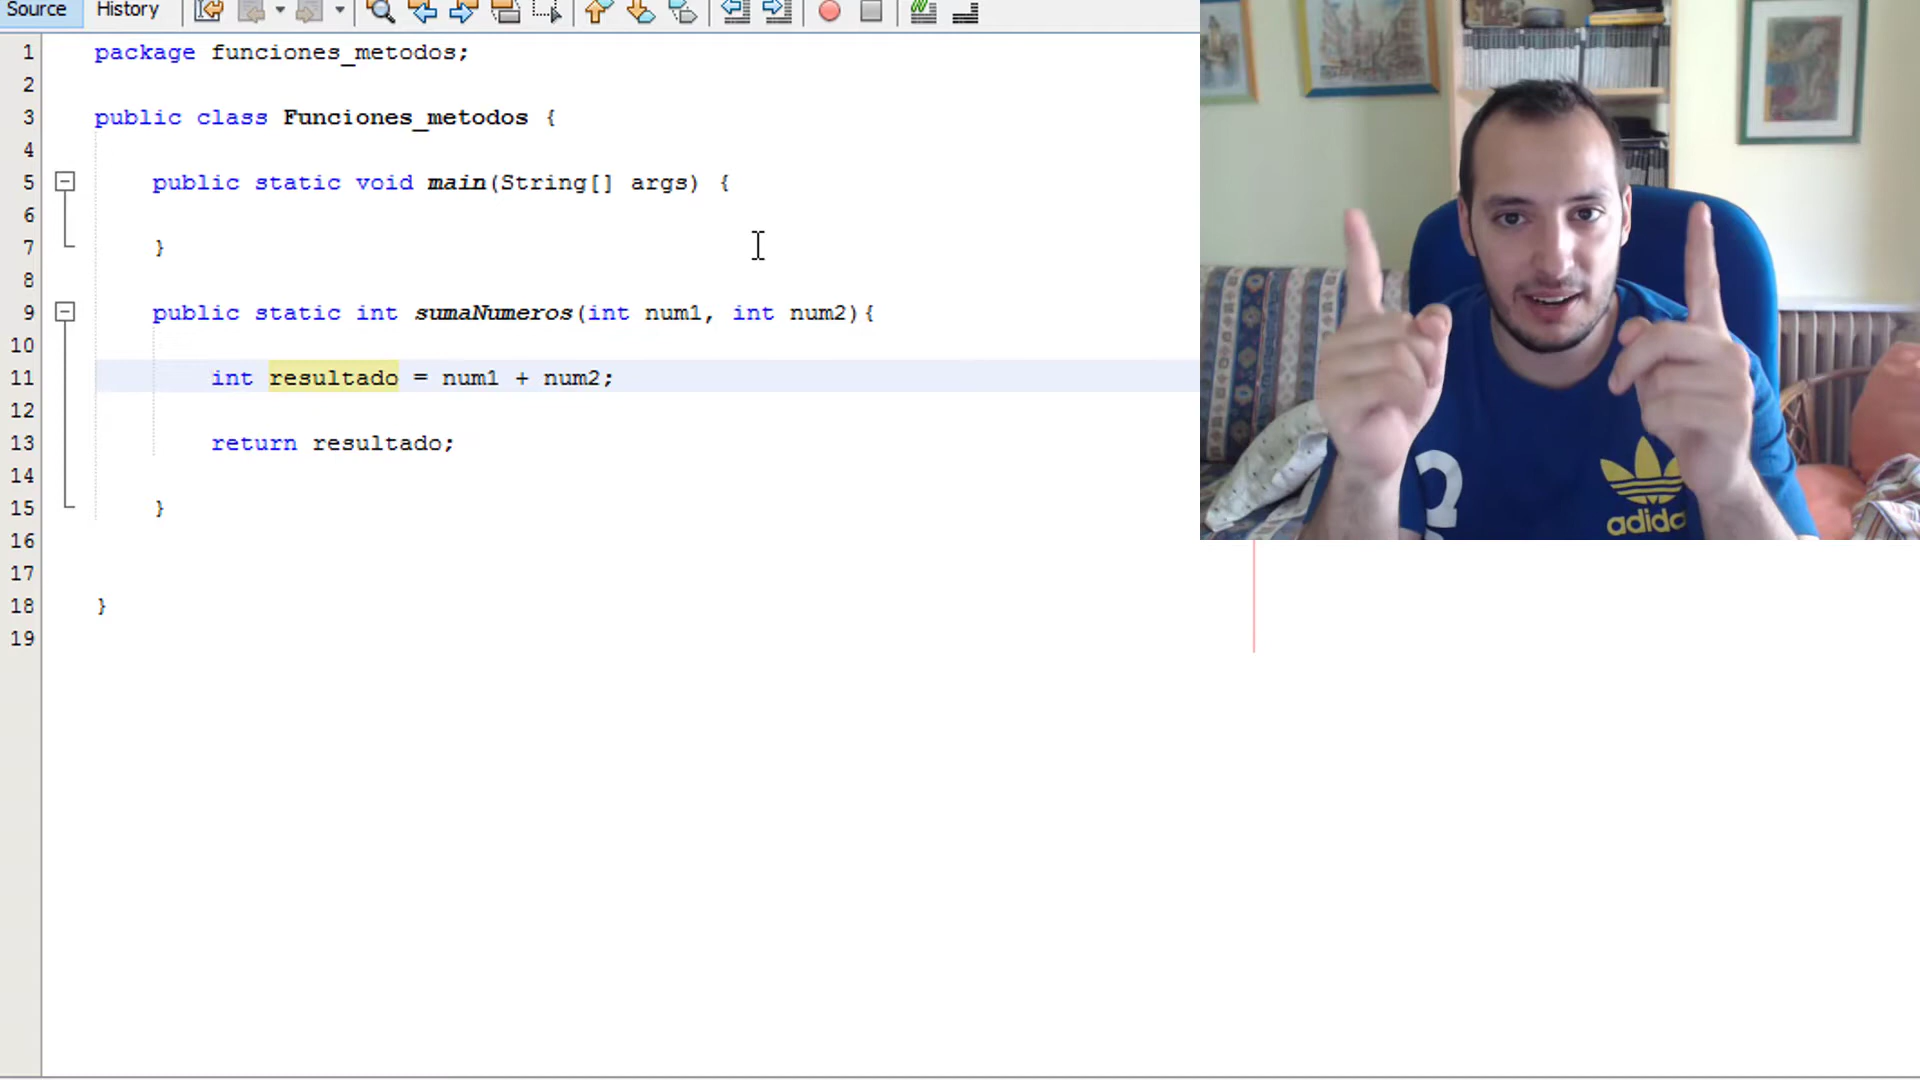 Source History
1 package funciones_metodos;
2
3 public class Funciones_metodos {
4
5 public static void main(String[] args) {
6
7 }
8
9 public static int sumaNumeros(int num1, int num2){
10
11 int resultado = num1 + num2;
12
13 return resultado;
14
15 }
16
17
18 }
19
adidas